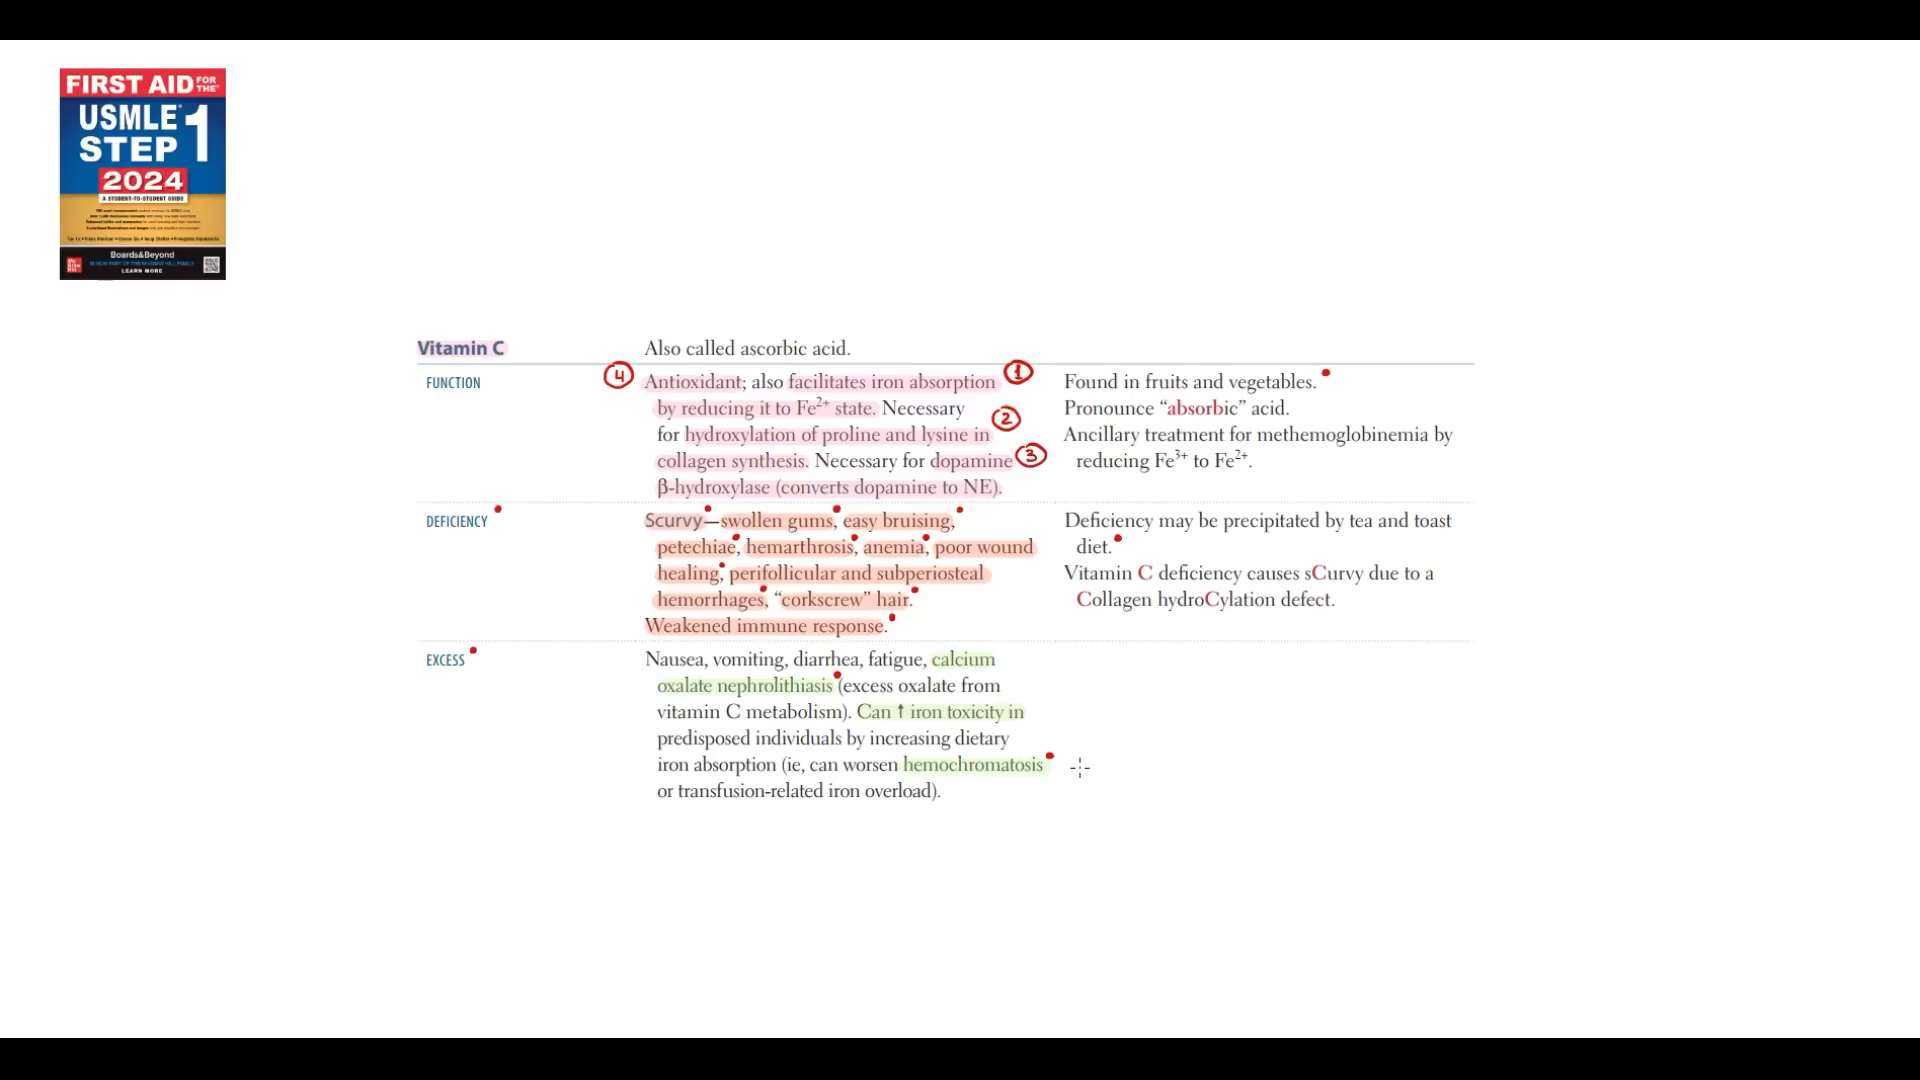 FIRST AID FOR THE
USMLE
STEP 1
2024
A STUDENT-TO-STUDENT GUIDE
Boards&Beyond
LEARN MORE
Vitamin C
Also called ascorbic acid.
FUNCTION
4
Antioxidant; also facilitates iron absorption
1
by reducing it to Fe2+ state. Necessary
2
for hydroxylation of proline and lysine in
collagen synthesis. Necessary for dopamine
3
β-hydroxylase (converts dopamine to NE).
Found in fruits and vegetables.
Pronounce “absorbic” acid.
Ancillary treatment for methemoglobinemia by
reducing Fe3+ to Fe2+.
DEFICIENCY
Scurvy—swollen gums, easy bruising,
petechiae, hemarthrosis, anemia, poor wound
healing, perifollicular and subperiosteal
hemorrhages, “corkscrew” hair.
Weakened immune response.
Deficiency may be precipitated by tea and toast
diet.
Vitamin C deficiency causes sCurvy due to a
Collagen hydroCylation defect.
EXCESS
Nausea, vomiting, diarrhea, fatigue, calcium
oxalate nephrolithiasis (excess oxalate from
vitamin C metabolism). Can ↑ iron toxicity in
predisposed individuals by increasing dietary
iron absorption (ie, can worsen hemochromatosis
or transfusion-related iron overload).